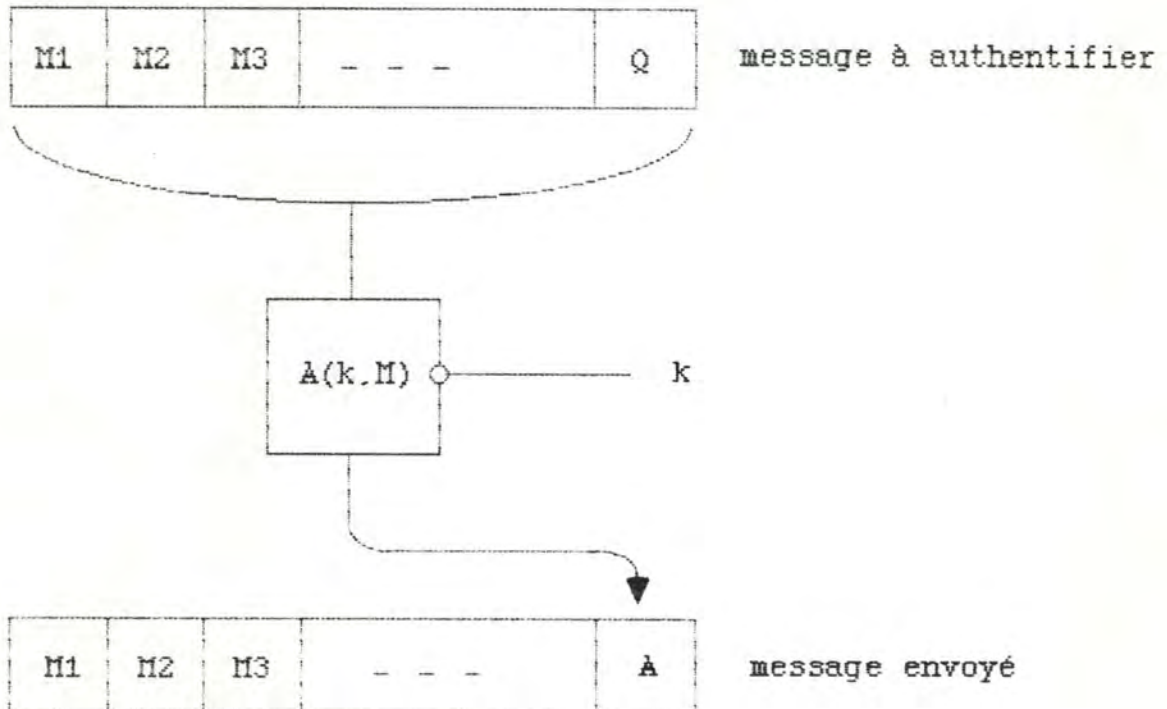 M1 M2 M3 _ _ _ Q message à authentifier
A(k.M) k
M1 M2 M3 _ _ _ A message envoyé